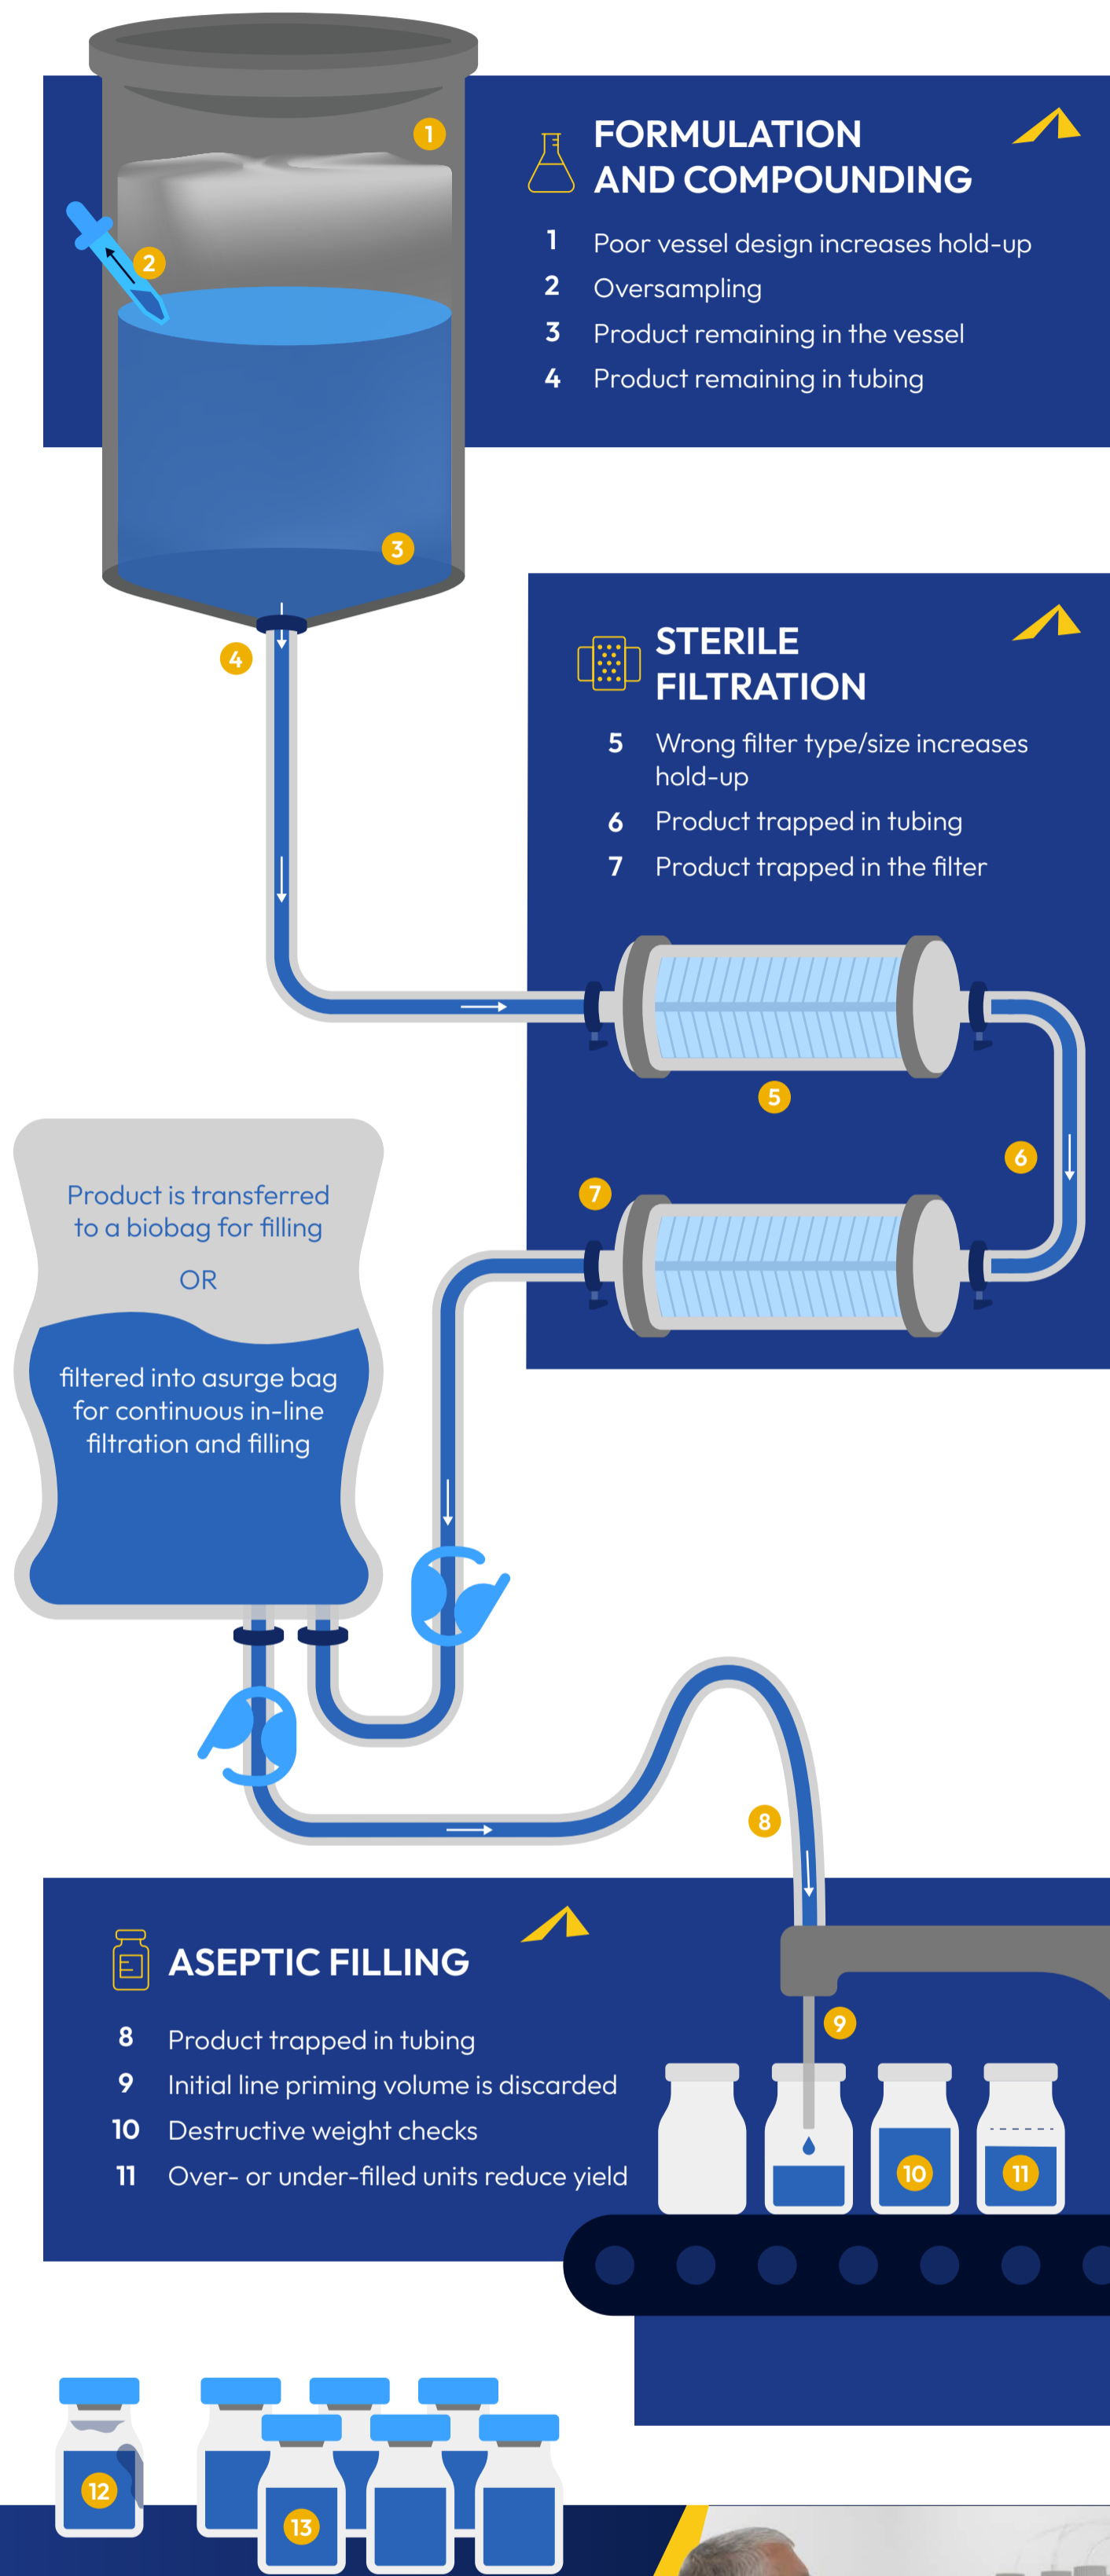 1
FORMULATION
AND COMPOUNDING
1 Poor vessel design increases hold-up
2
2 Oversampling
3 Product remaining in the vessel
4 Product remaining in tubing
3
4
STERILE
FILTRATION
5 Wrong filter type/size increases
hold-up
6 Product trapped in tubing
7 Product trapped in the filter
5
6
7
Product is transferred
to a biobag for filling
OR
filtered into asurge bag
for continuous in-line
filtration and filling
8
ASEPTIC FILLING
8 Product trapped in tubing
9 Initial line priming volume is discarded
10 Destructive weight checks
11 Over- or under-filled units reduce yield
9
10
11
12
13